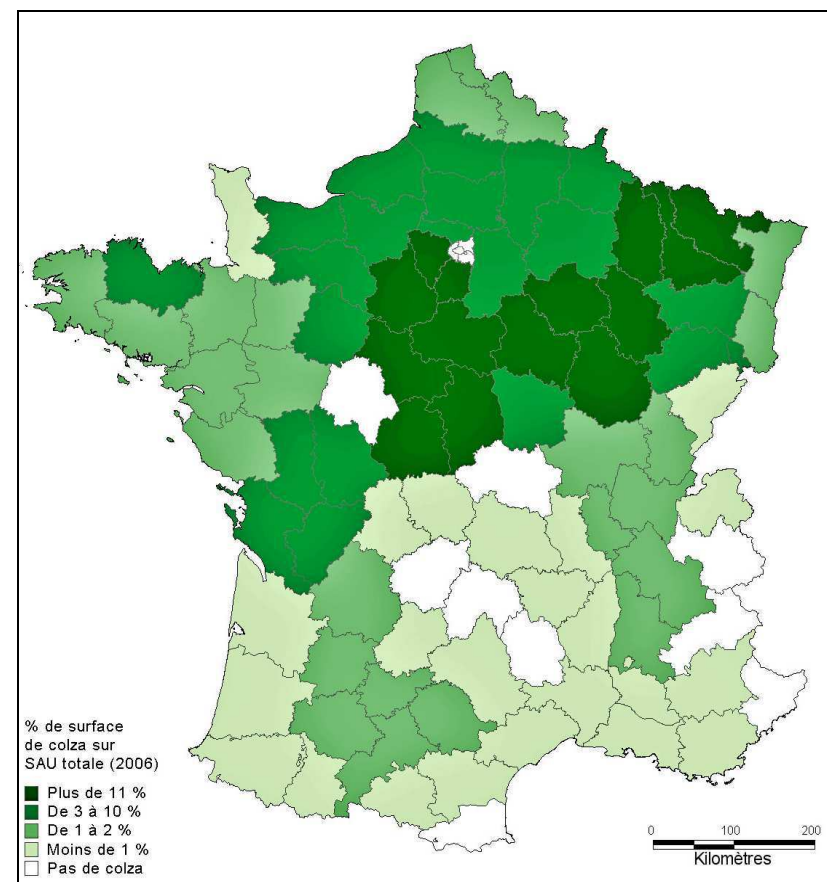 % de surface
de colza sur
SAU totale (2006)
Plus de 11 %
De 3 à 10 %
De 1 à 2 %
Moins de 1 %
Pas de colza
0 100 200
Kilomètres